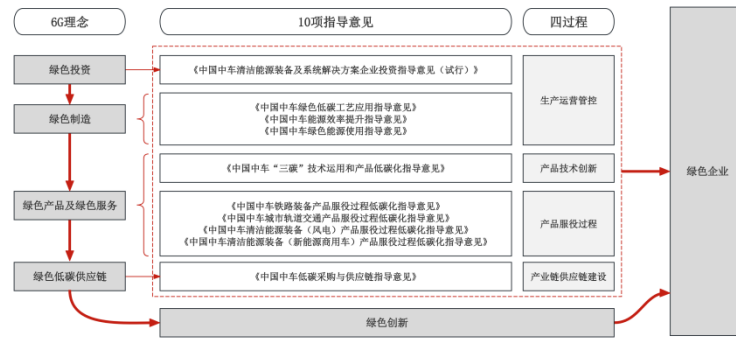 6G理念
10项指导意见
四过程
绿色投资
《中国中车清洁能源装备及系统解决方案企业投资指导意见（试行）》
生产运营管控
绿色制造
《中国中车绿色低碳工艺应用指导意见》
《中国中车能源效率提升指导意见》
《中国中车绿色能源使用指导意见》
绿色产品及绿色服务
《中国中车“三碳”技术运用和产品低碳化指导意见》
产品技术创新
《中国中车铁路装备产品服役过程低碳化指导意见》
《中国中车城市轨道交通产品服役过程低碳化指导意见》
《中国中车清洁能源装备（风电）产品服役过程低碳化指导意见》
《中国中车清洁能源装备（新能源商用车）产品服役过程低碳化指导意见》
产品服役过程
绿色低碳供应链
《中国中车低碳采购与供应链指导意见》
产业链供应链建设
绿色创新
绿色企业